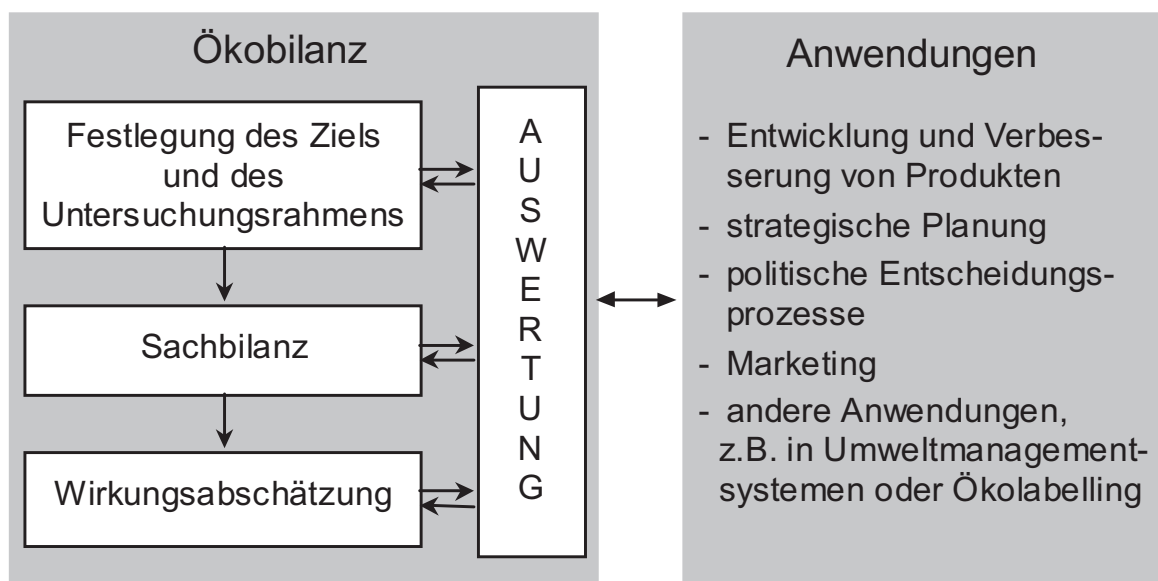 Ökobilanz
Festlegung des Ziels
und des
Untersuchungsrahmens
Sachbilanz
Wirkungsabschätzung
AUSWERTUNG
Anwendungen
- Entwicklung und Verbes-
serung von Produkten
- strategische Planung
- politische Entscheidungs-
prozesse
- Marketing
- andere Anwendungen,
z.B. in Umweltmanagement-
systemen oder Ökolabelling